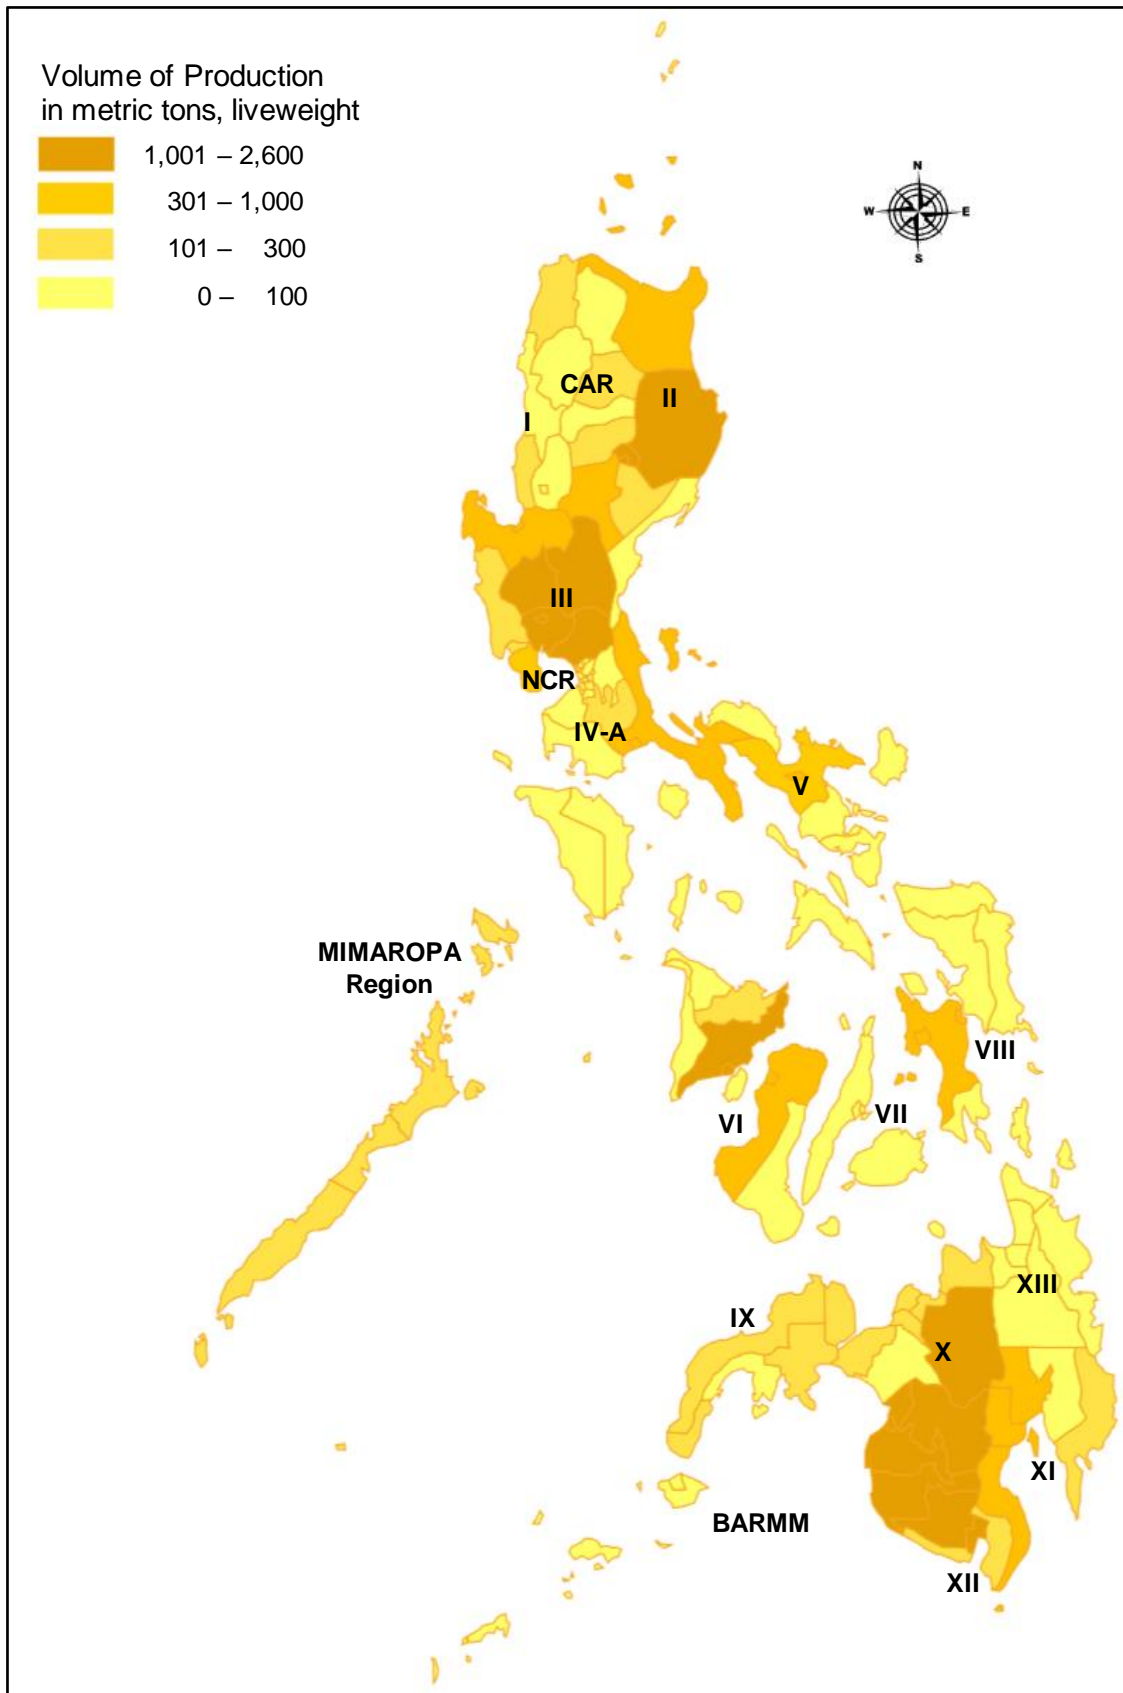 Volume of Production
in metric tons, liveweight
1,001 – 2,600
301 – 1,000
101 – 300
0 – 100
N
W E
S
CAR
II
I
III
NCR
IV-A
V
MIMAROPA
Region
VIII
VII
VI
XIII
IX
X
XI
BARMM
XII